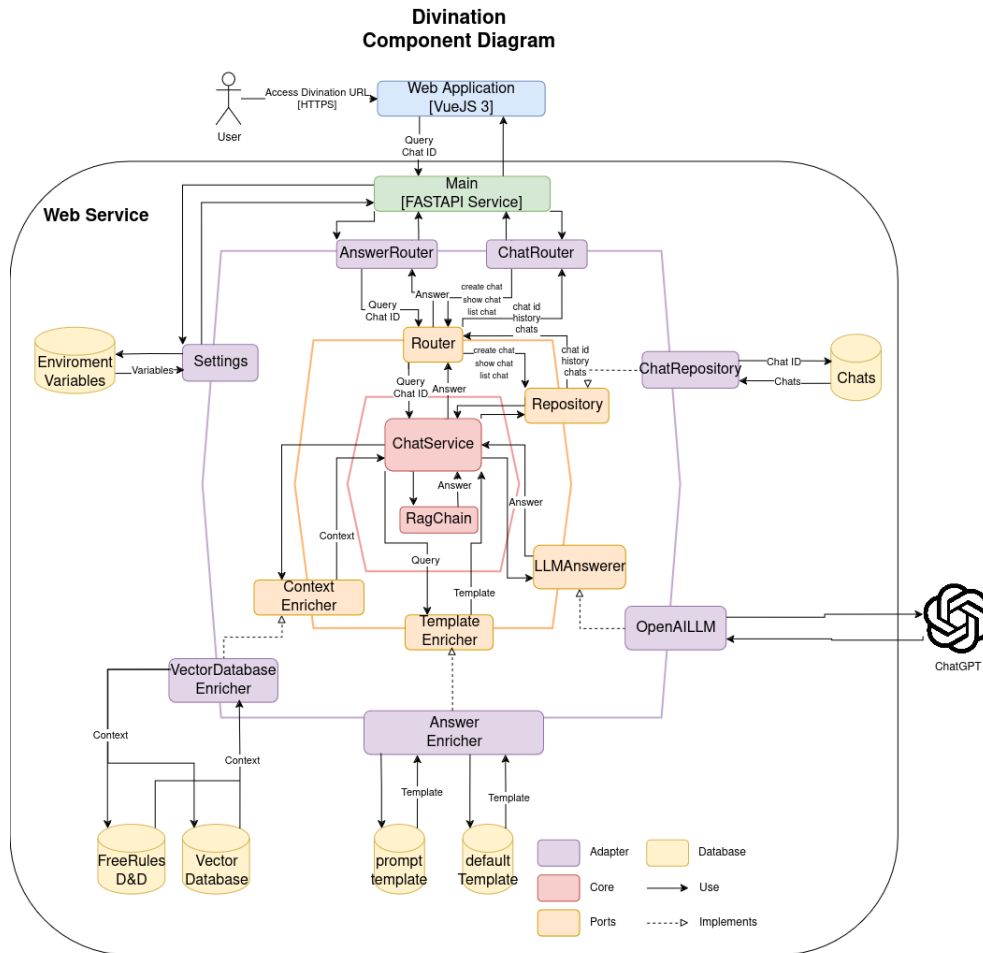 Divination
Component Diagram
Access Divination URL
[HTTPS]
Web Application
[VueJS 3]
User
Query
Chat ID
Main
[FASTAPI Service]
Web Service
AnswerRouter
ChatRouter
Answer
create chat
show chat
list chat
Query
Chat ID
chat id
history
chats
Router
Enviroment
Variables
Variables
Settings
create chat
show chat
list chat
chat id
history
chats
ChatRepository
Chat ID
Chats
Chats
Query
Chat ID
Answer
Repository
ChatService
Answer
RagChain
Answer
Context
Query
LLMAnswerer
Context
Enricher
Template
Template
Enricher
OpenAILLM
ChatGPT
VectorDatabase
Enricher
Answer
Enricher
Context
Context
Template
Template
FreeRules
D&D
Vector
Database
prompt
template
default
Template
Adapter
Database
Core
Use
Ports
Implements